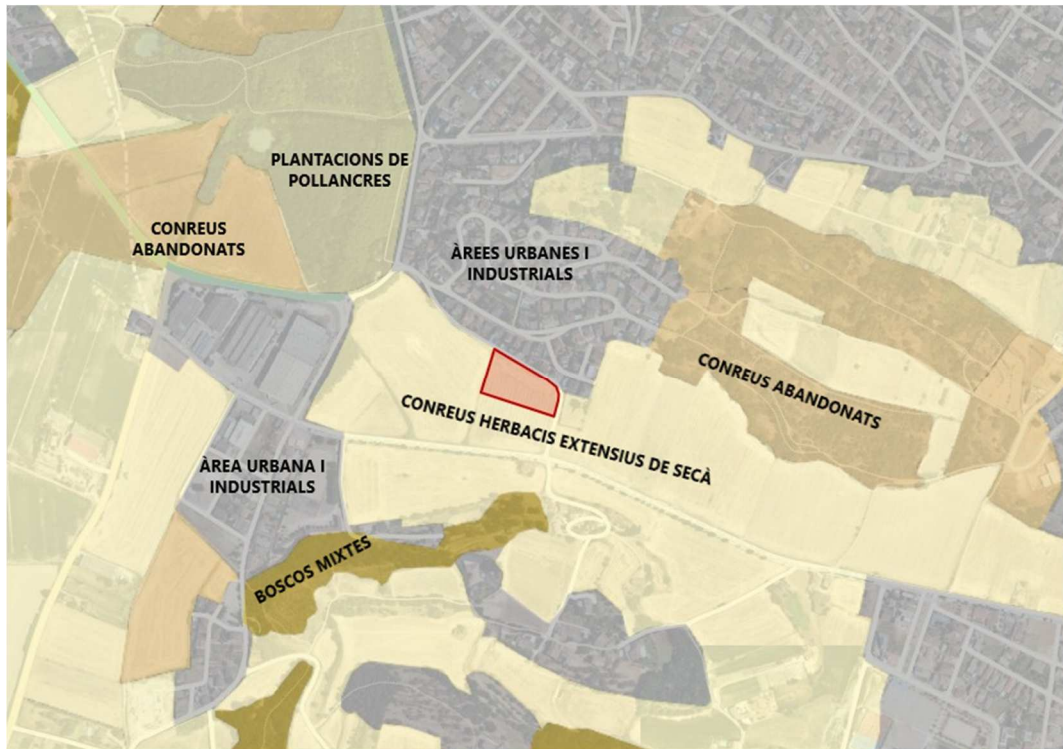 PLANTACIONS DE
POLLANCRES
CONREUS
ABANDONATS
ÀREES URBANES I
INDUSTRIALS
CONREUS ABANDONATS
CONREUS HERBACIS EXTENSIUS DE SECÀ
ÀREA URBANA I
INDUSTRIALS
BOSCOS MIXTES